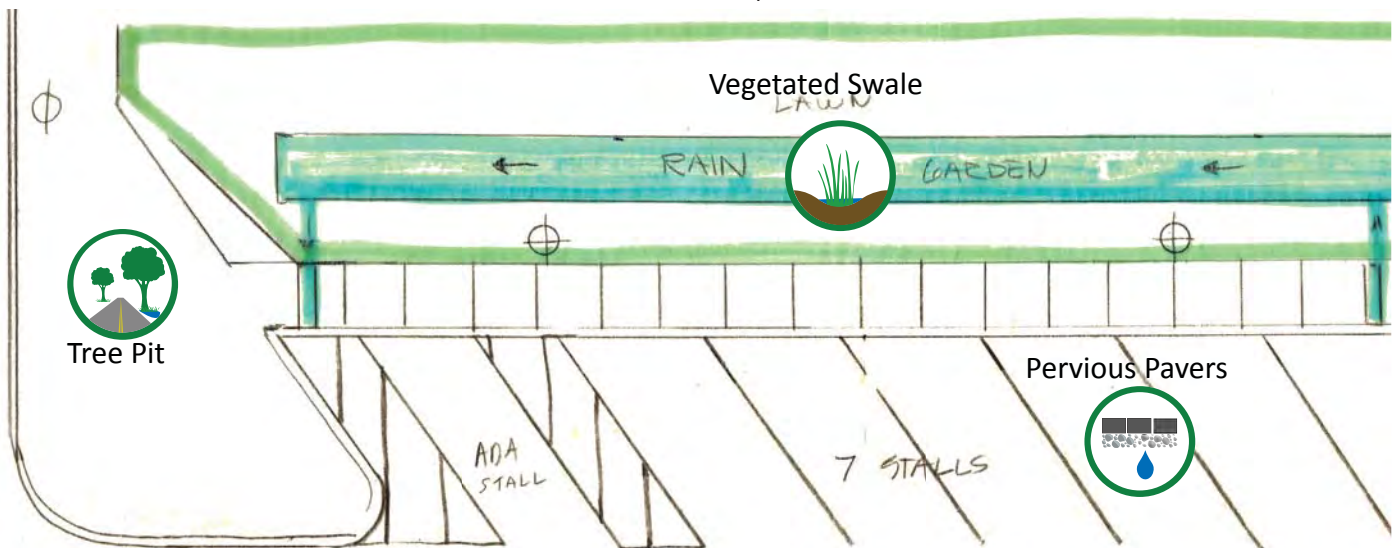 Vegetated Swale
LAWN
RAIN GARDEN
Tree Pit
Pervious Pavers
ADA
STALL
7 STALLS